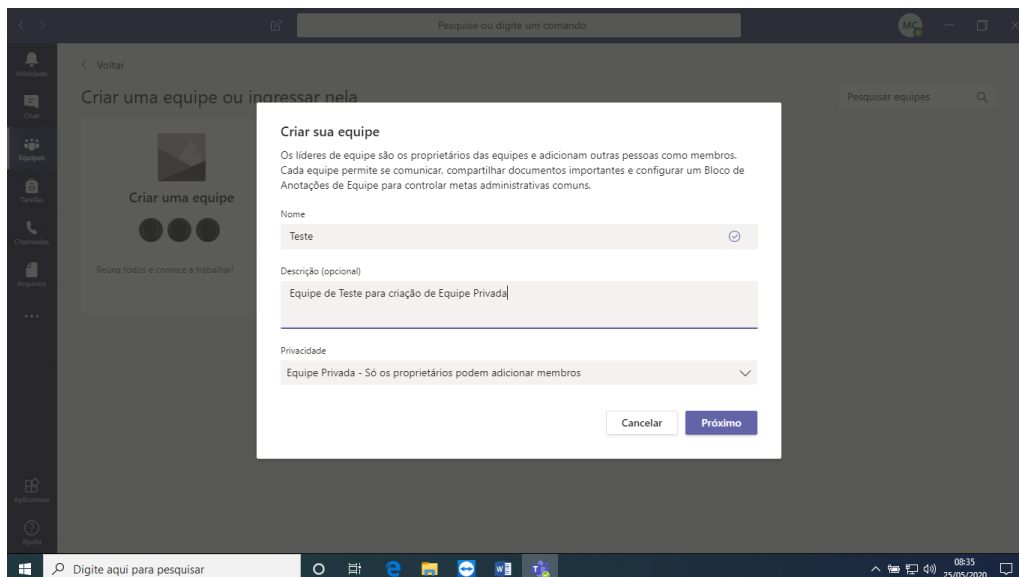 Pesquise ou digite um comando
MC
Atividade
Chat
Equipes
Tarefas
Chamadas
Arquivos
Aplicativos
Ajuda
Voltar
Criar uma equipe ou ingressar nela
Pesquisar equipes
Criar uma equipe
Reúna todos e comece a trabalhar!
Criar sua equipe
Os líderes de equipe são os proprietários das equipes e adicionam outras pessoas como membros.
Cada equipe permite se comunicar, compartilhar documentos importantes e configurar um Bloco de
Anotações de Equipe para controlar metas administrativas comuns.
Nome
Teste
Descrição (opcional)
Equipe de Teste para criação de Equipe Privada
Privacidade
Equipe Privada - Só os proprietários podem adicionar membros
Cancelar
Próximo
Digite aqui para pesquisar
08:35
25/05/2020